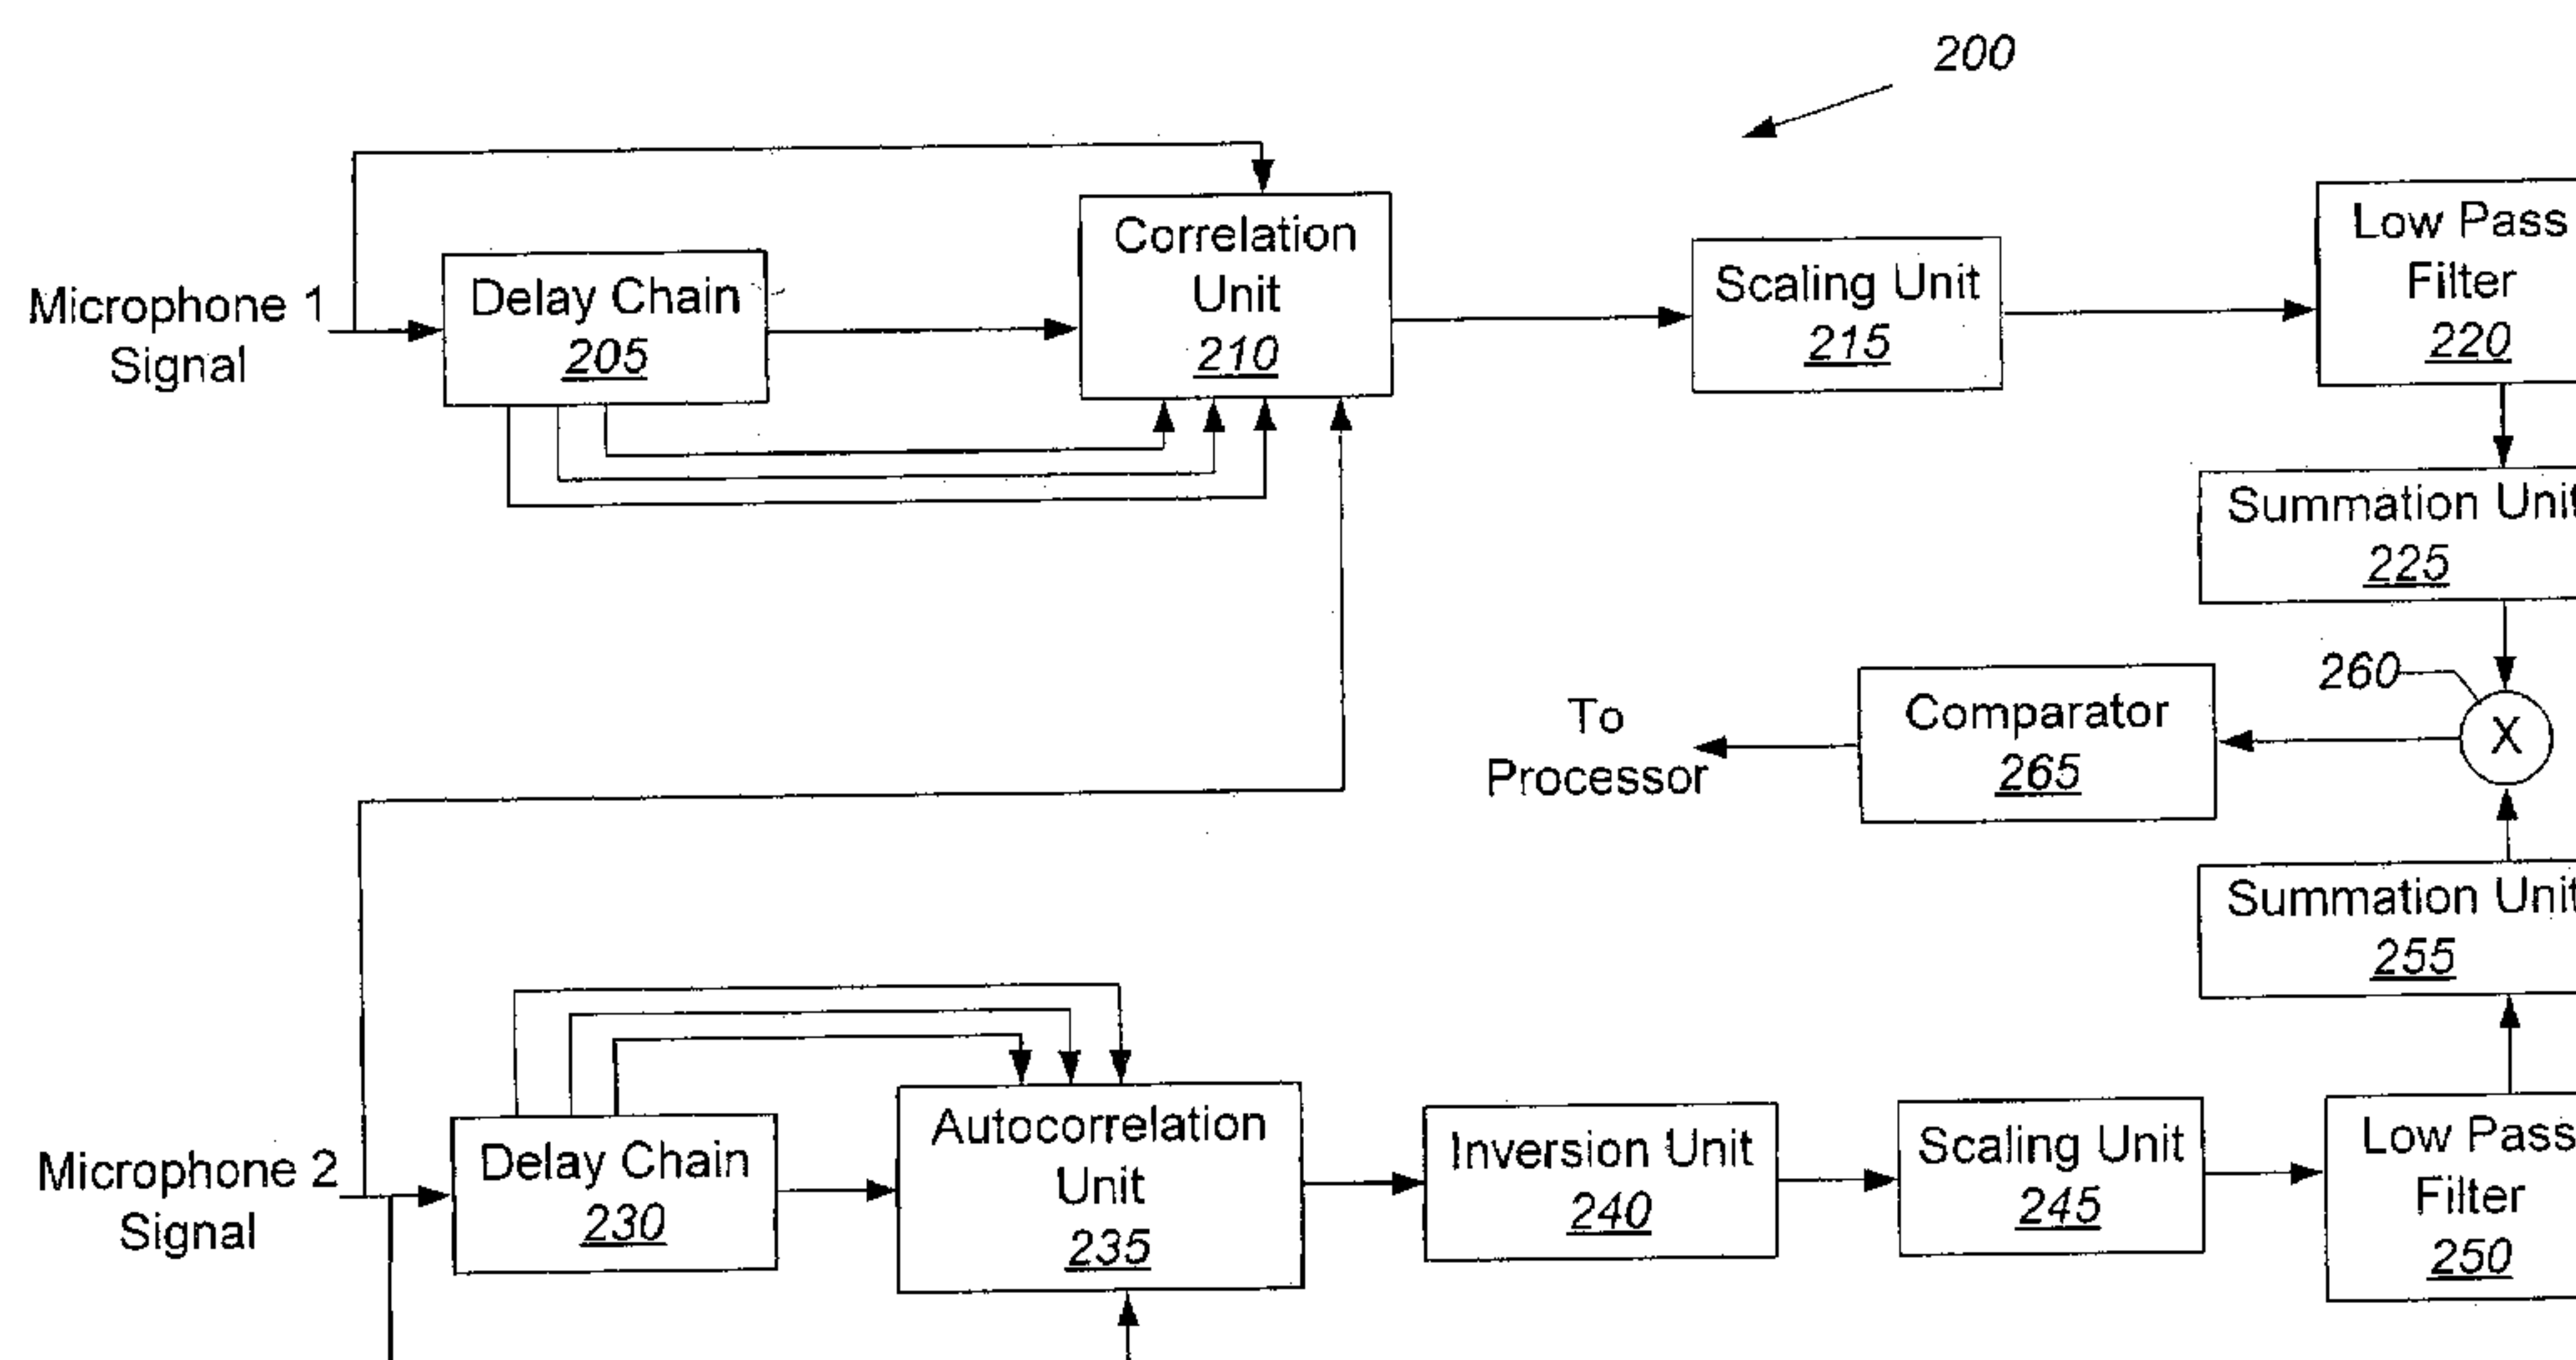 200
Microphone 1
Signal
Delay Chain
205
Correlation
Unit
210
Scaling Unit
215
Low Pass
Filter
220
Summation Unit
225
260
X
Comparator
265
To
Processor
Summation Unit
255
Microphone 2
Signal
Delay Chain
230
Autocorrelation
Unit
235
Inversion Unit
240
Scaling Unit
245
Low Pass
Filter
250